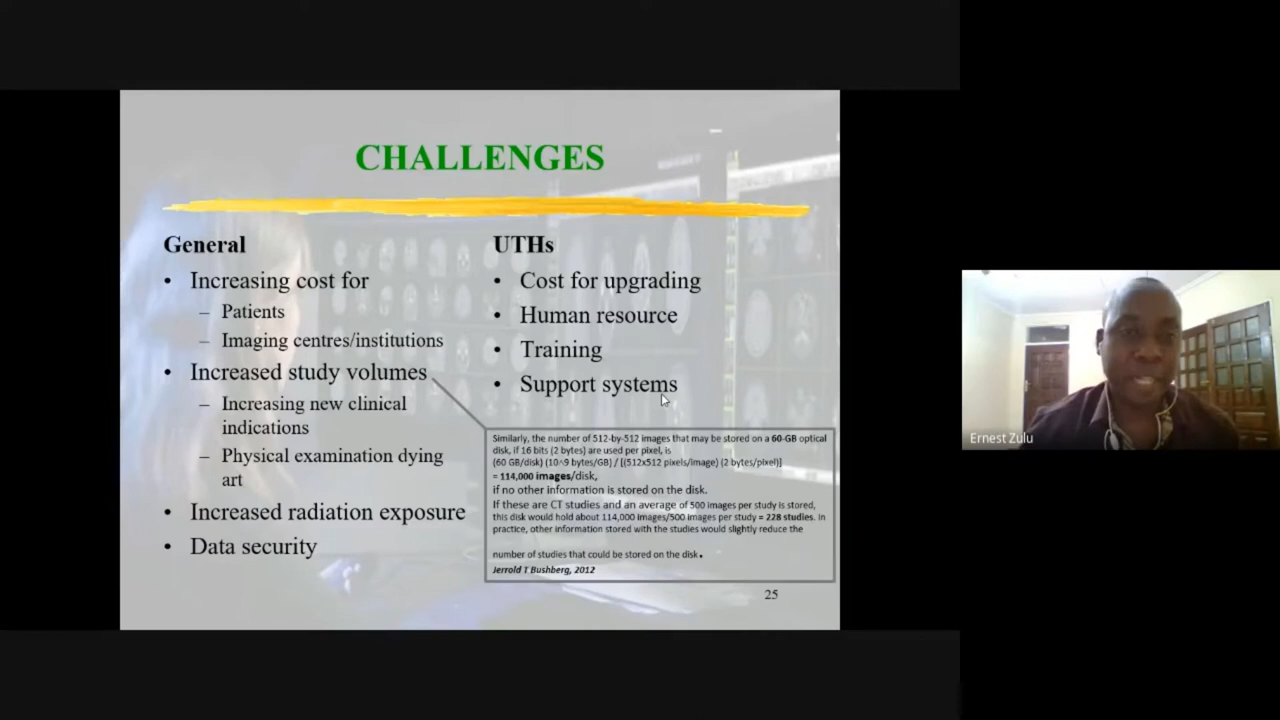 CHALLENGES
General
• Increasing cost for
– Patients
– Imaging centres/institutions
• Increased study volumes
– Increasing new clinical
indications
– Physical examination dying
art
• Increased radiation exposure
• Data security
UTHs
• Cost for upgrading
• Human resource
• Training
• Support systems
Similarly, the number of 512-by-512 images that may be stored on a 60-GB optical
disk, if 16 bits (2 bytes) are used per pixel, is
(60 GB/disk) (10^9 bytes/GB) / [(512x512 pixels/image) (2 bytes/pixel)]
= 114,000 images/disk,
if no other information is stored on the disk.
If these are CT studies and an average of 500 images per study is stored,
this disk would hold about 114,000 images/500 images per study = 228 studies. In
practice, other information stored with the studies would slightly reduce the
number of studies that could be stored on the disk.
Jerrold T Bushberg, 2012
25
Ernest Zulu